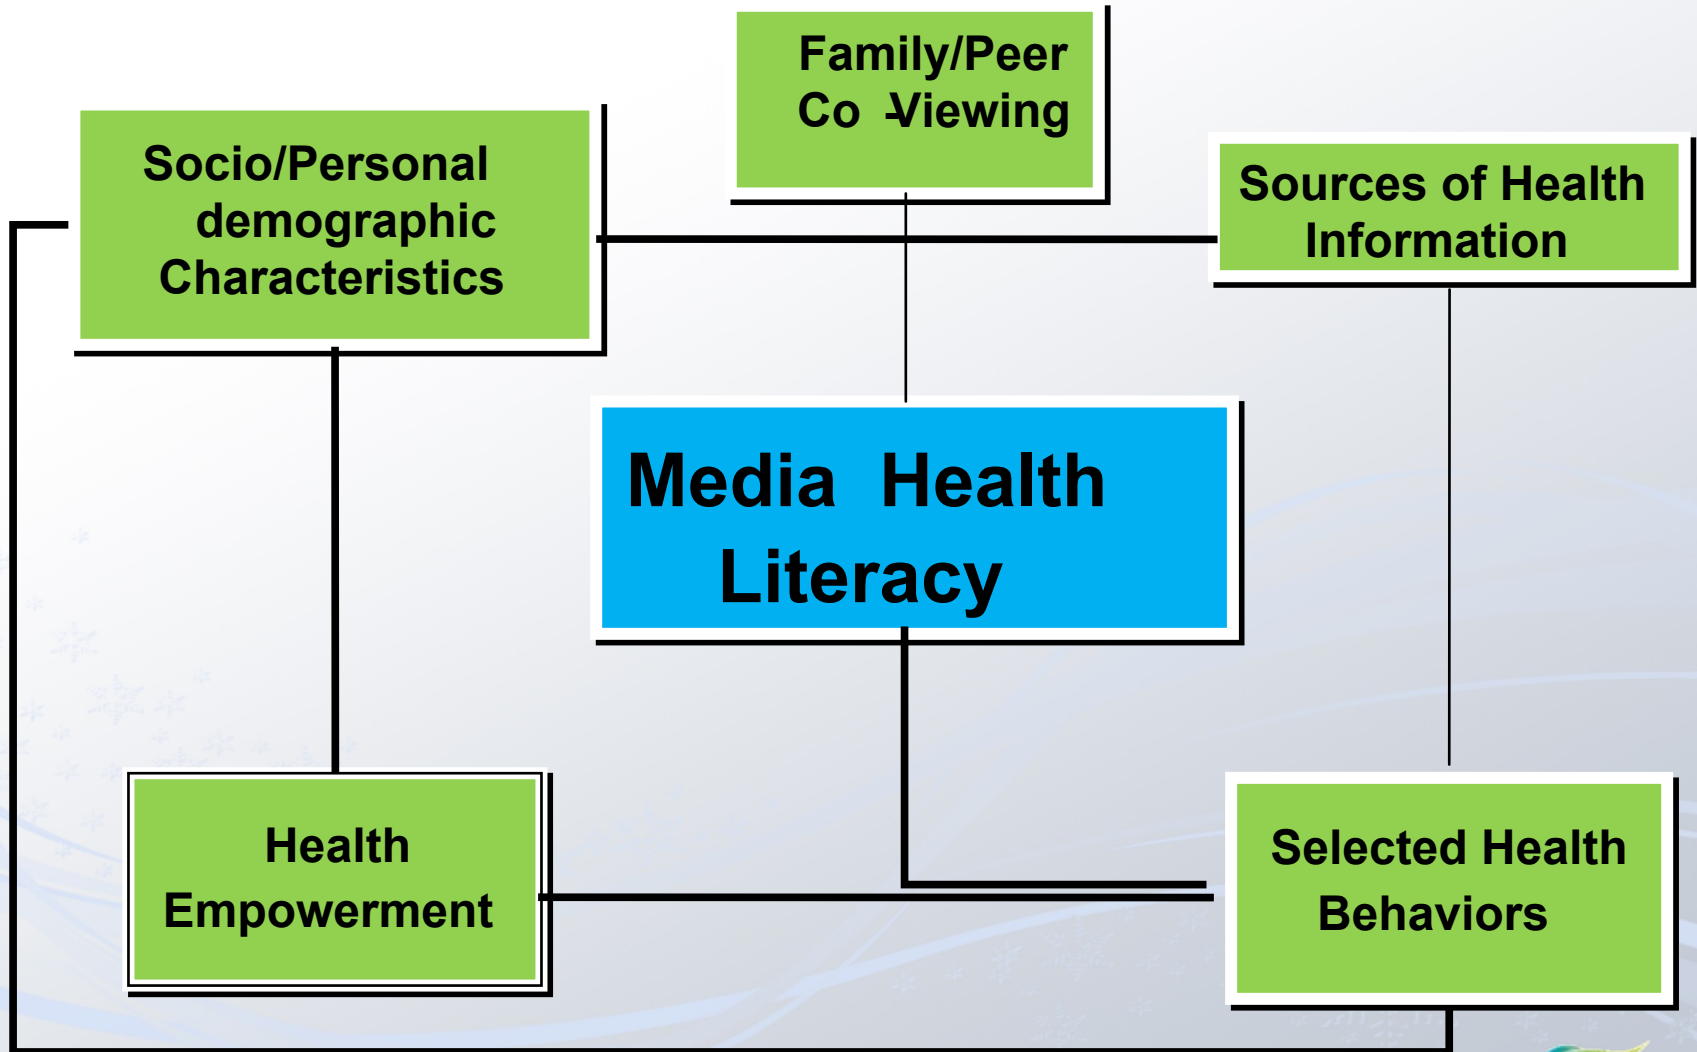 Family/Peer
Co -Viewing
Socio/Personal
demographic
Characteristics
Sources of Health
Information
Media Health
Literacy
Health
Empowerment
Selected Health
Behaviors